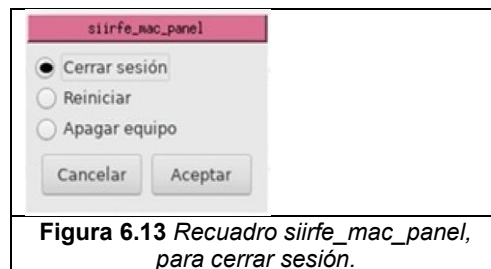 siirfe_mac_panel
Cerrar sesión
Reiniciar
Apagar equipo
Cancelar Aceptar
Figura 6.13 Recuadro siirfe_mac_panel,
para cerrar sesión.